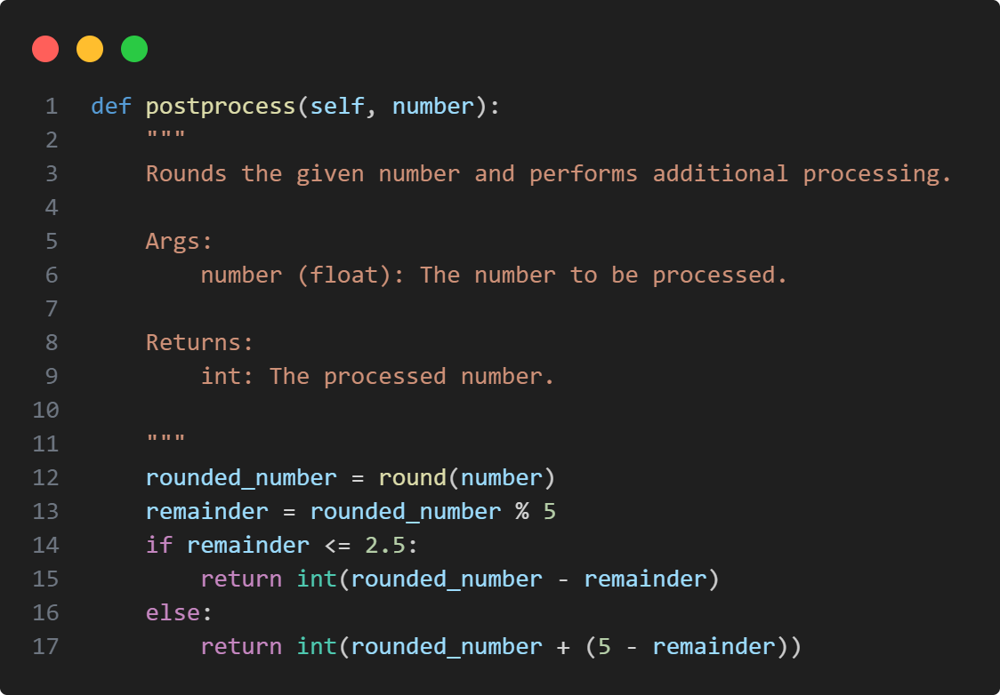 1 def postprocess(self, number):
2     """
3     Rounds the given number and performs additional processing.
4
5     Args:
6         number (float): The number to be processed.
7
8     Returns:
9         int: The processed number.
10
11     """
12     rounded_number = round(number)
13     remainder = rounded_number % 5
14     if remainder <= 2.5:
15         return int(rounded_number - remainder)
16     else:
17         return int(rounded_number + (5 - remainder))